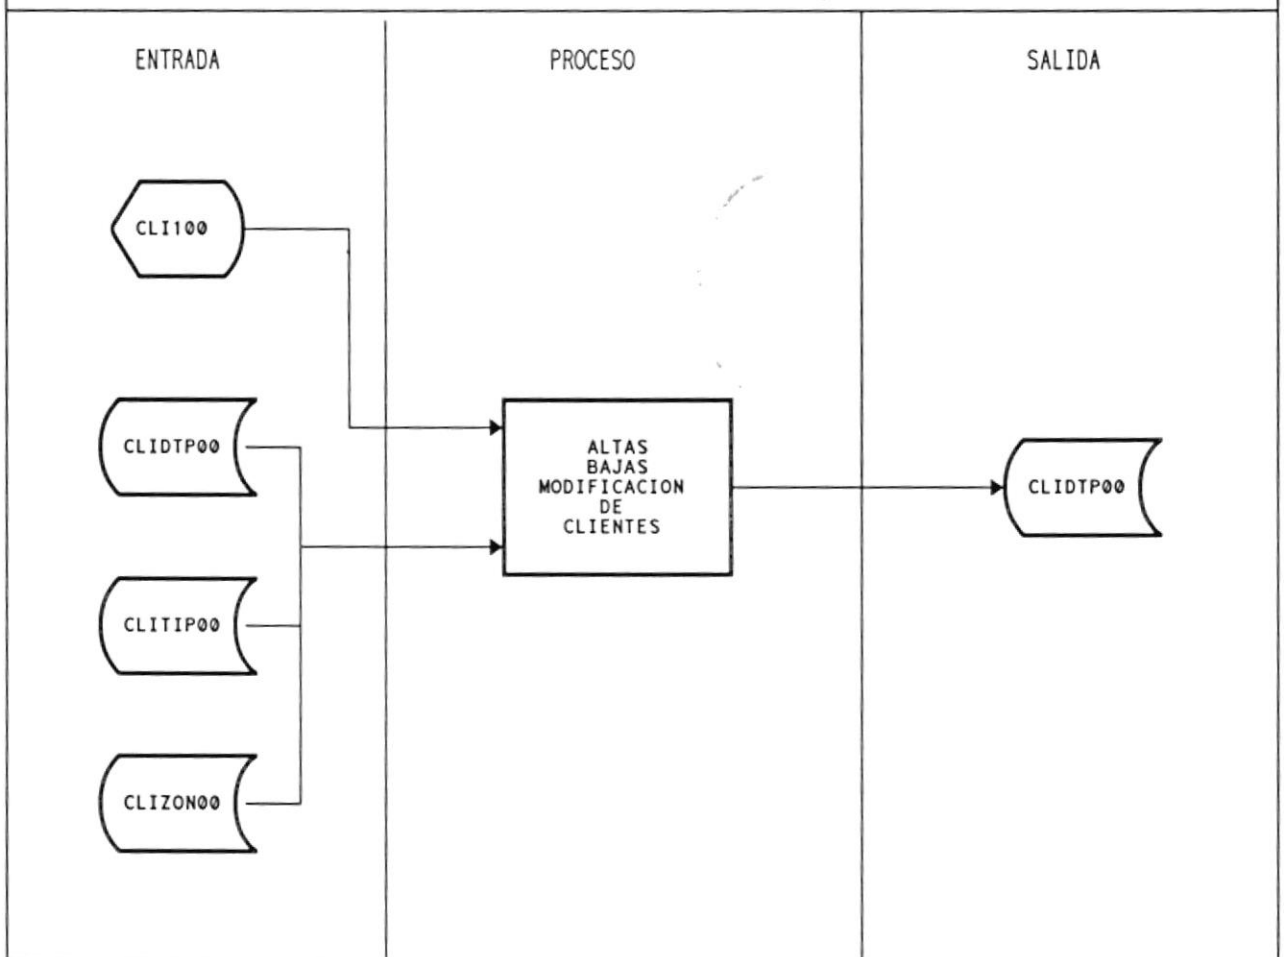 ENTRADA
PROCESO
SALIDA
CLI100
CLIDTP00
ALTAS
BAJAS
MODIFICACION
DE
CLIENTES
CLIDTP00
CLITIP00
CLIZON00